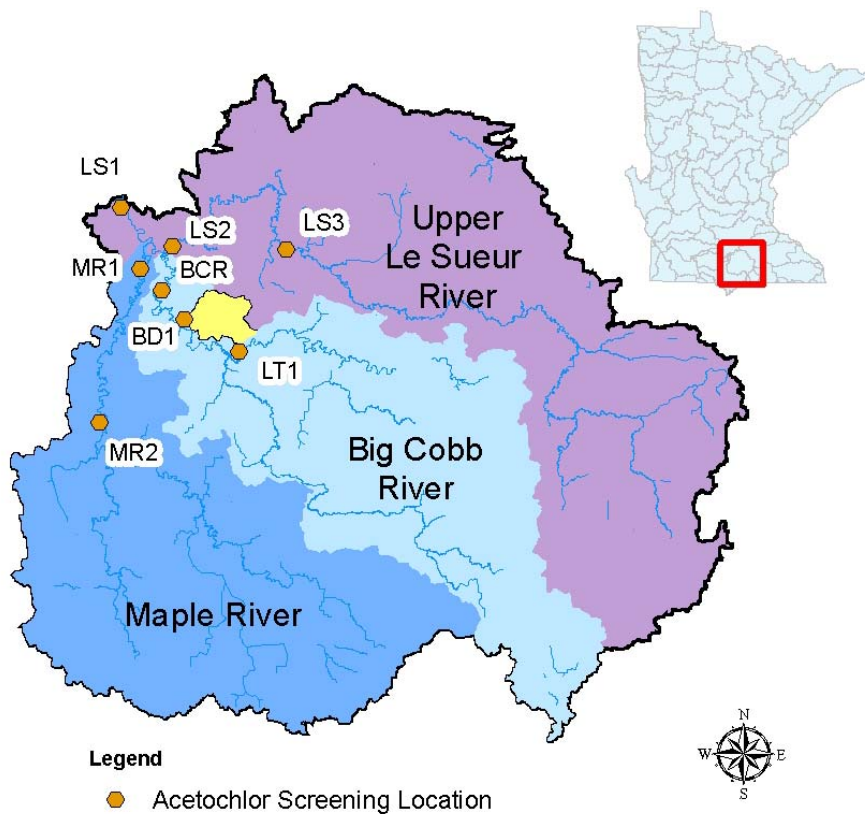 LS1
LS2
LS3
Upper
Le Sueur
River
MR1
BCR
BD1
LT1
MR2
Big Cobb
River
Maple River
N
W
E
S
Legend
Acetochlor Screening Location